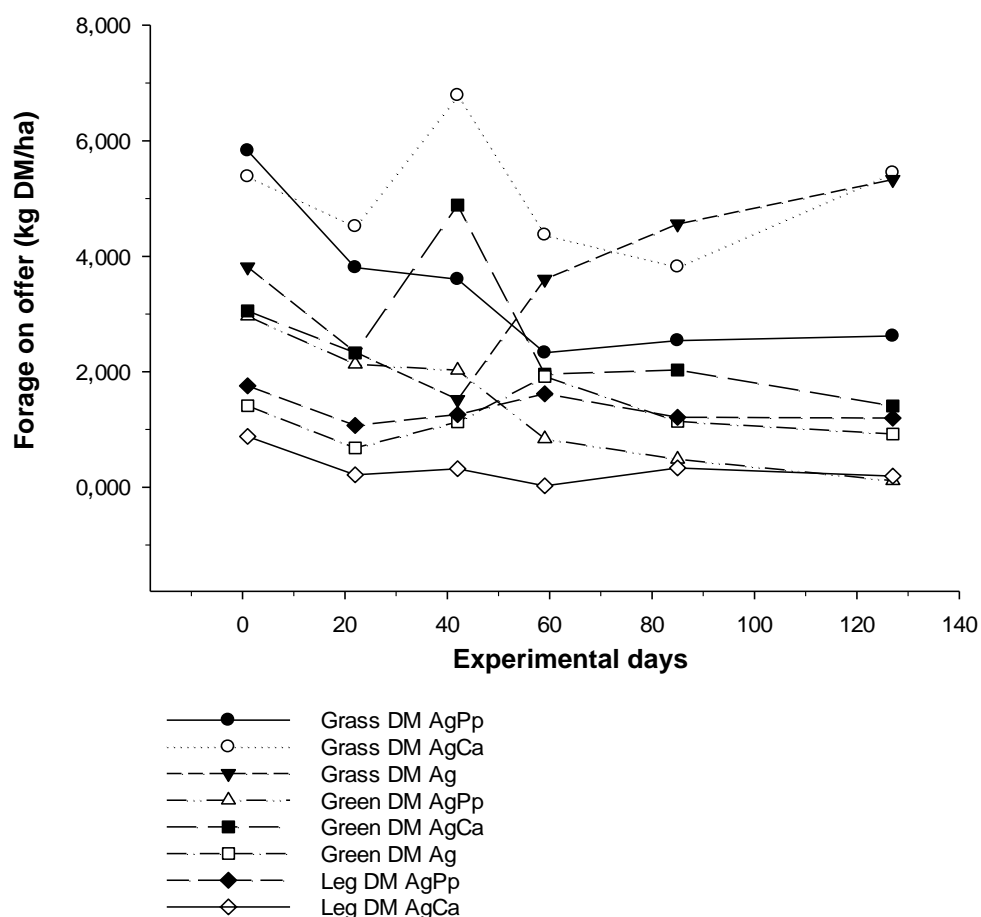 8,000
6,000
4,000
2,000
0,000
Forage on offer (kg DM/ha)
0 20 40 60 80 100 120 140
Experimental days
Grass DM AgPp
Grass DM AgCa
Grass DM Ag
Green DM AgPp
Green DM AgCa
Green DM Ag
Leg DM AgPp
Leg DM AgCa